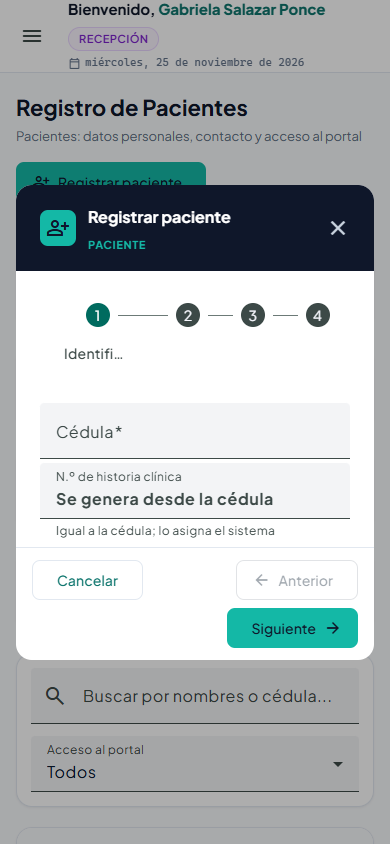 Bienvenido, Gabriela Salazar Ponce
RECEPCIÓN
miércoles, 25 de noviembre de 2026
Registro de Pacientes
Pacientes: datos personales, contacto y acceso al portal
Registrar paciente
Registrar paciente
PACIENTE
1
2
3
4
Identifi...
Cédula*
N.º de historia clínica
Se genera desde la cédula
Igual a la cédula; lo asigna el sistema
Cancelar
Anterior
Siguiente
Buscar por nombres o cédula...
Acceso al portal
Todos